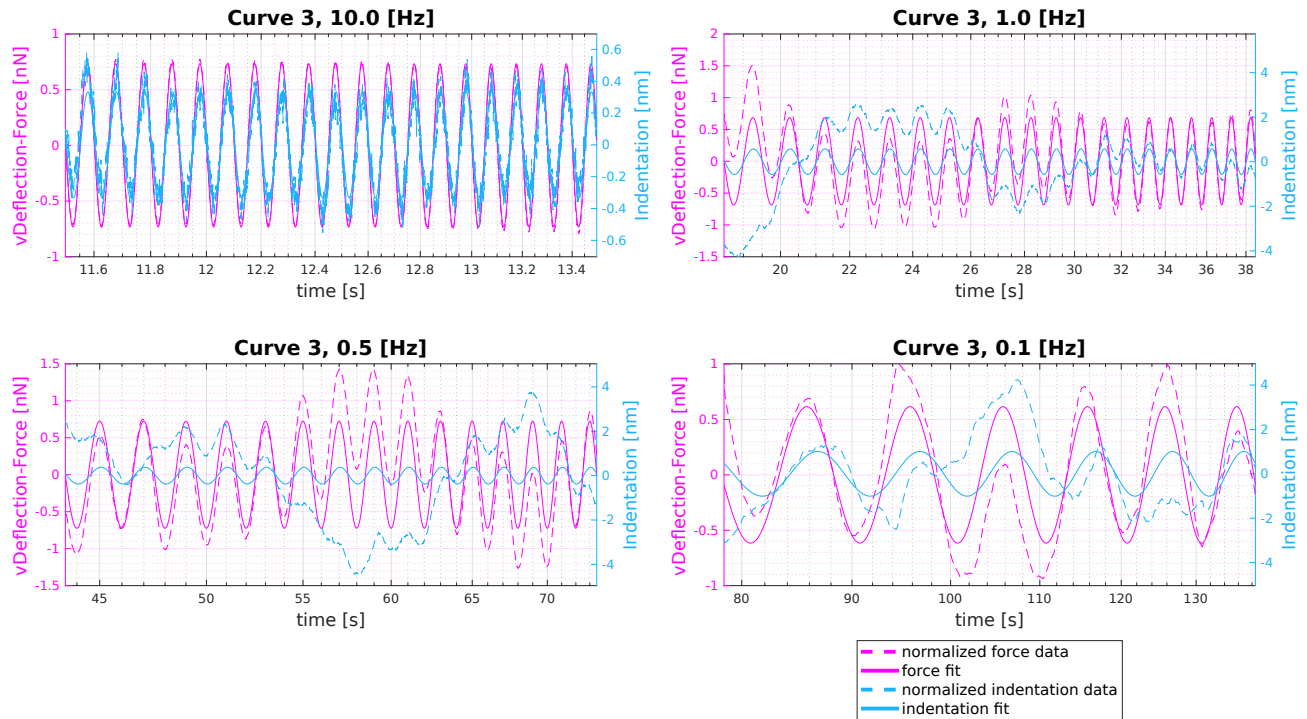 Curve 3, 10.0 [Hz]
vDeflection-Force [nN]
1
0.5
0
-0.5
-1
0.6
0.4
0.2
0
-0.2
-0.4
-0.6
Indentation [nm]
11.6 11.8 12 12.2 12.4 12.6 12.8 13 13.2 13.4
time [s]
Curve 3, 1.0 [Hz]
vDeflection-Force [nN]
2
1.5
1
0.5
0
-0.5
-1
-1.5
4
2
0
-2
-4
Indentation [nm]
20 22 24 26 28 30 32 34 36 38
time [s]
Curve 3, 0.5 [Hz]
vDeflection-Force [nN]
1.5
1
0.5
0
-0.5
-1
-1.5
4
2
0
-2
-4
Indentation [nm]
45 50 55 60 65 70
time [s]
Curve 3, 0.1 [Hz]
vDeflection-Force [nN]
1
0.5
0
-0.5
-1
4
2
0
-2
-4
Indentation [nm]
80 90 100 110 120 130
time [s]
normalized force data
force fit
normalized indentation data
indentation fit